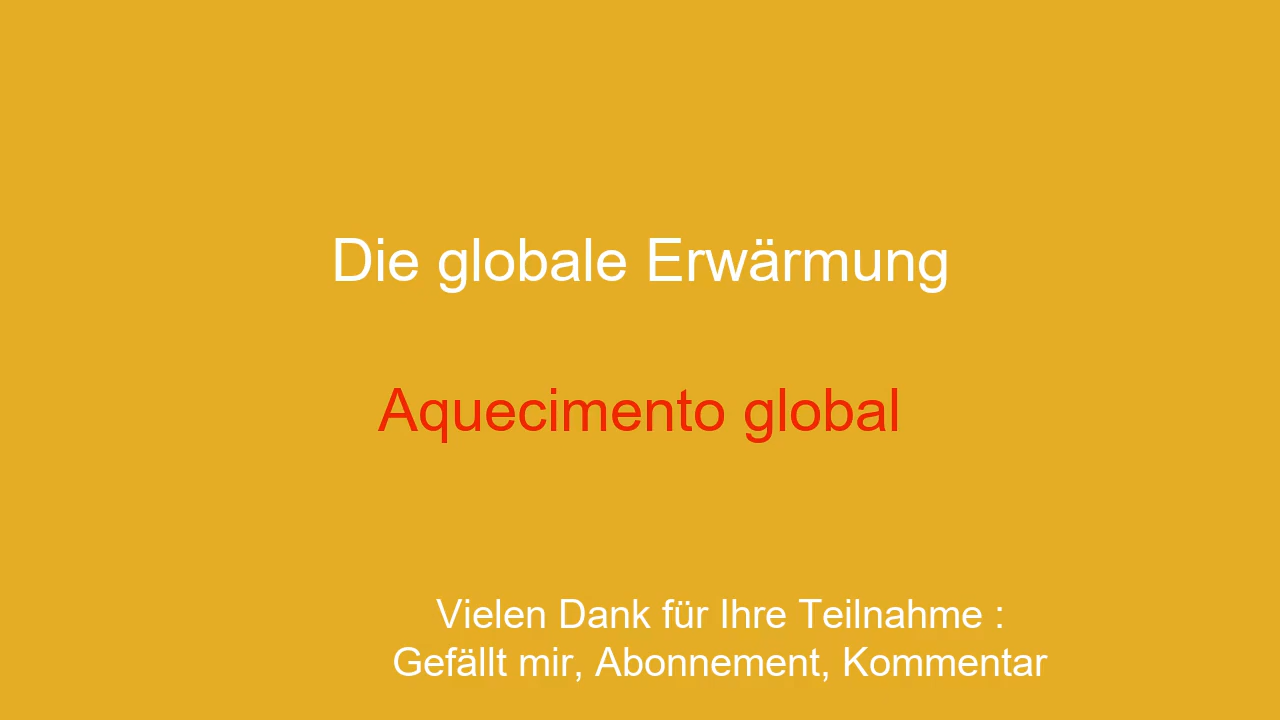 Die globale Erwärmung
Aquecimento global
Vielen Dank für Ihre Teilnahme :
Gefällt mir, Abonnement, Kommentar